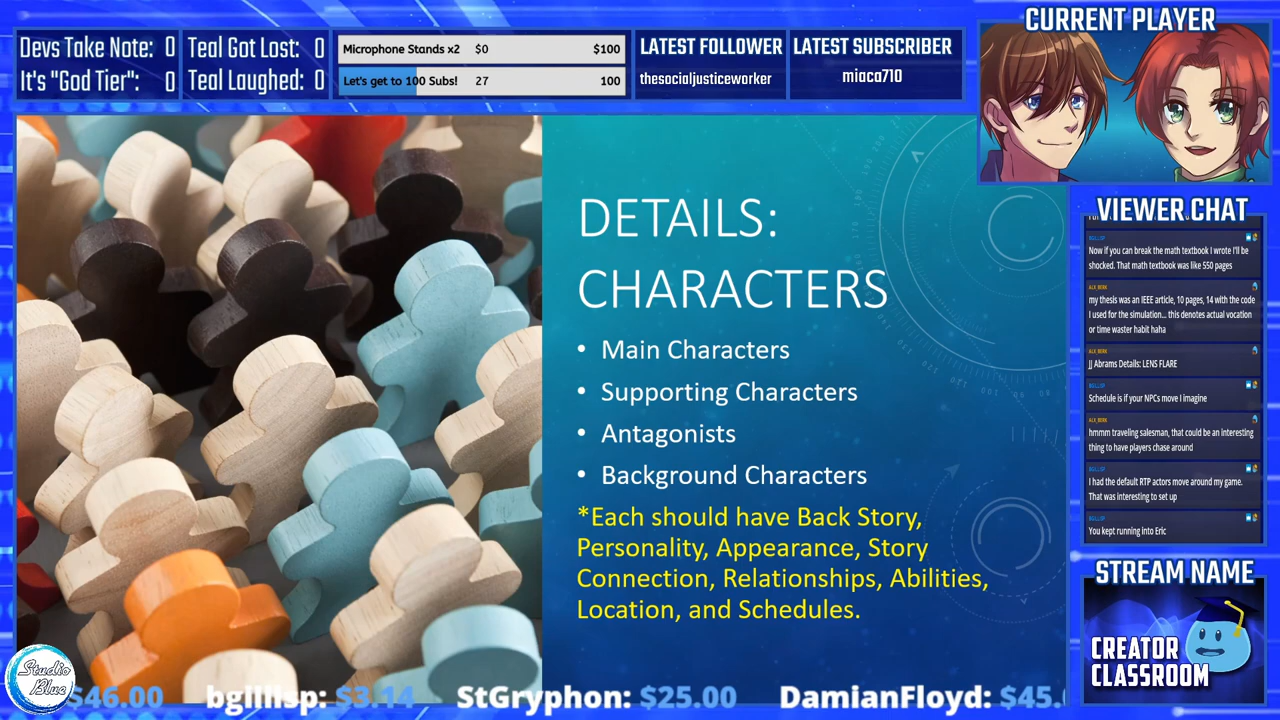 CURRENT PLAYER
Devs Take Note: 0
It's "God Tier": 0
Teal Got Lost: 0
Teal Laughed: 0
Microphone Stands x2 $0 $100
Let's get to 100 Subs! 27 100
LATEST FOLLOWER
thesocialjusticeworker
LATEST SUBSCRIBER
miaca710
DETAILS:
CHARACTERS
• Main Characters
• Supporting Characters
• Antagonists
• Background Characters
*Each should have Back Story,
Personality, Appearance, Story
Connection, Relationships, Abilities,
Location, and Schedules.
VIEWER CHAT
BGILLISP
Now if you can break the math textbook I wrote I'll be
shocked. That math textbook was like 550 pages
ALX_BERK
my thesis was an IEEE article, 10 pages, 14 with the code
I used for the simulation... this denotes actual vocation
or time waster habit haha
ALX_BERK
JJ Abrams Details: LENS FLARE
BGILLISP
Schedule is if your NPCs move I imagine
ALX_BERK
hmmm traveling salesman, that could be an interesting
thing to have players chase around
BGILLISP
I had the default RTP actors move around my game.
That was interesting to set up
BGILLISP
You kept running into Eric
STREAM NAME
CREATOR
CLASSROOM
Studio
Blue
$46.00 bgillisp: $3.14 StGryphon: $25.00 DamianFloyd: $45.